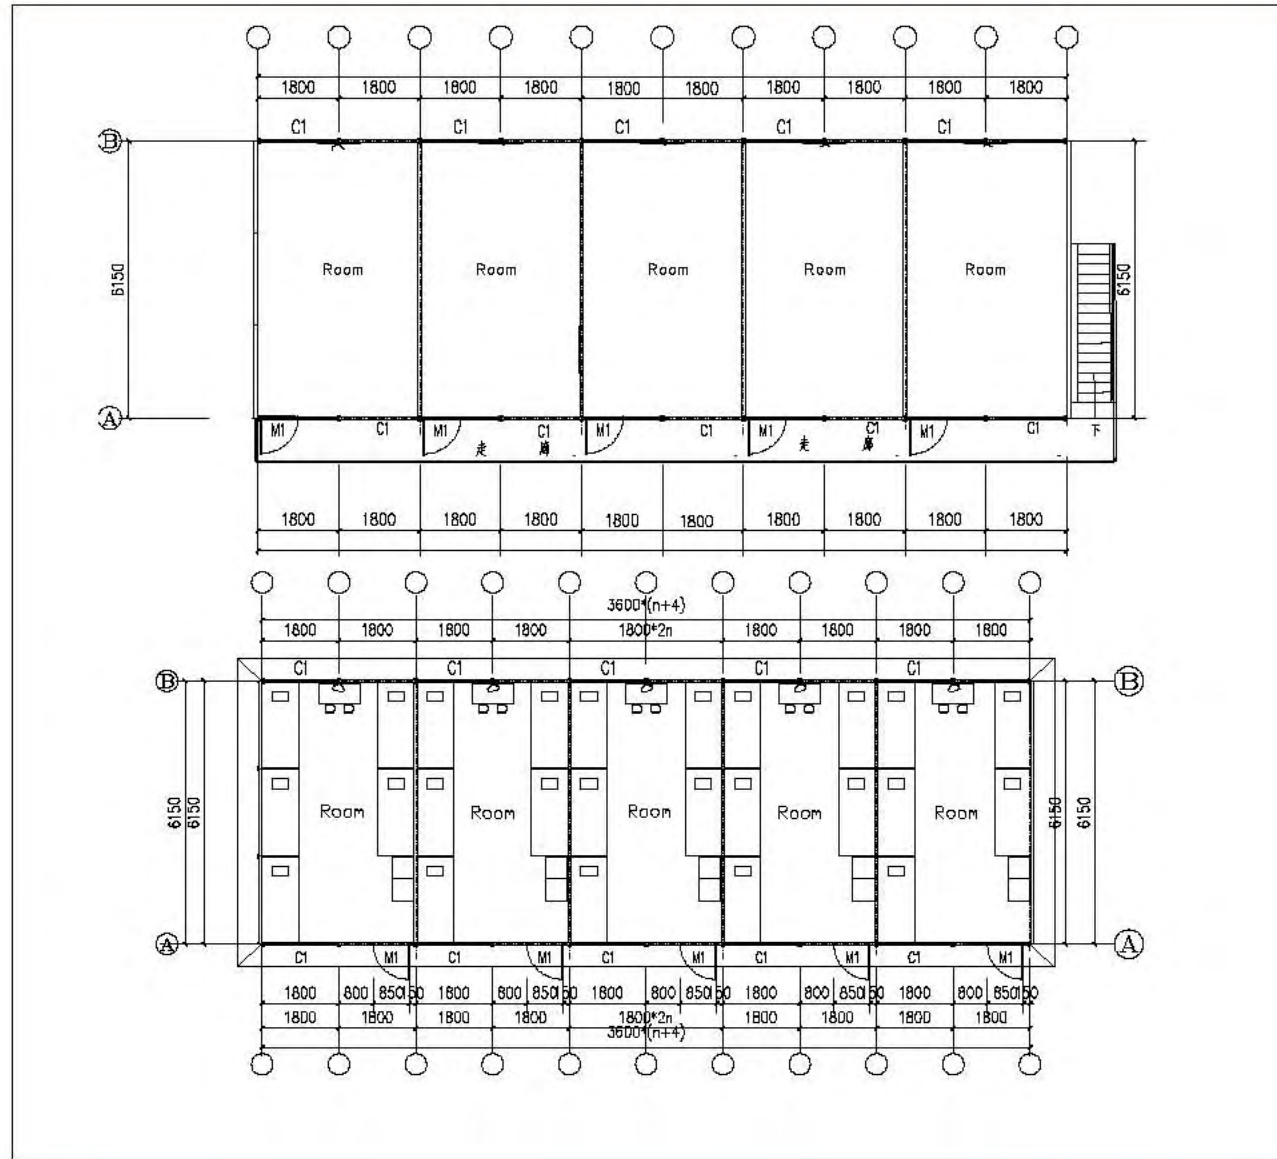 1800 1800 1800 1800 1800 1800 1800 1800 1800 1800
C1 C1 C1 C1 C1
B
6150 Room Room Room Room Room 6150
A
M1 C1 M1 C1 M1 C1 M1 C1 M1 C1 下
走 廊 走 廊
1800 1800 1800 1800 1800 1800 1800 1800 1800 1800
3600*(n+4)
1800 1800 1800 1800 1800*2n 1800 1800 1800 1800
C1 C1 C1 C1 C1
B B
6150 6150 Room Room Room Room Room 6150 6150
A A
C1 M1 C1 M1 C1 M1 C1 M1 C1 M1
1800 800 850 150 1800 800 850 150 1800 800 850 150 1800 800 850 150 1800 800 850 150
1800 1800 1800 1800 1800*2n 1800 1800 1800 1800
3600*(n+4)